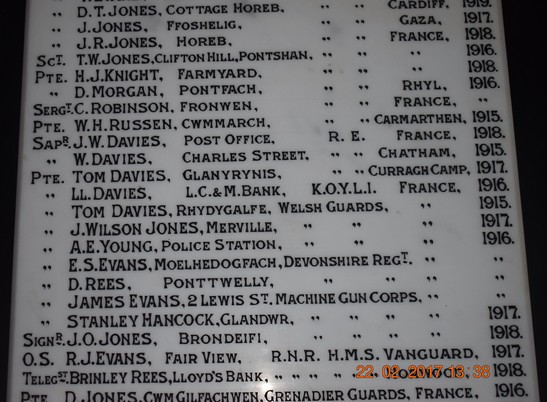 " D.T. JONES, COTTAGE HOREB, " " CARDIFF, 1919.
" J. JONES, FFOSHELIG, " " GAZA, 1917.
" J.R. JONES, HOREB, " " FRANCE, 1918.
SGT. T.W. JONES, CLIFTON HILL, PONTSHAN, " " " 1916.
PTE. H.J. KNIGHT, FARMYARD, " " " 1918.
" D. MORGAN, PONTFACH, " " RHYL, 1916.
SERGT. C. ROBINSON, FRONWEN, " " FRANCE, "
PTE. W.H. RUSSEN, CWMMARCH, " " CARMARTHEN, 1915.
SAPR. J.W. DAVIES, POST OFFICE, R. E. FRANCE, 1918.
" W. DAVIES, CHARLES STREET, " " CHATHAM, 1915.
PTE. TOM DAVIES, GLANYRYNIS, " " CURRAGH CAMP, 1917.
" LL. DAVIES, L.C. & M. BANK, K.O.Y.L.I. FRANCE, 1916.
" TOM DAVIES, RHYDYGALFE, WELSH GUARDS, " 1915.
" J. WILSON JONES, MERVILLE, " " " 1917.
" A.E. YOUNG, POLICE STATION, " " " 1916.
" E.S. EVANS, MOELHEDOGFACH, DEVONSHIRE REGT. " "
" D. REES, PONTTWELLY, " " " "
" JAMES EVANS, 2 LEWIS ST. MACHINE GUN CORPS, " "
" STANLEY HANCOCK, GLANDWR, " " " " 1917.
SIGNR. J.O. JONES, BRONDEIFI, " " " " 1918.
O.S. R.J. EVANS, FAIR VIEW, R.N.R. H.M.S. VANGUARD, 1917.
TELEGST. BRINLEY REES, LLOYD'S BANK, " " " " " 1918.
PTE. D. JONES, CWM GILFACHWEN, GRENADIER GUARDS, FRANCE, 1916.